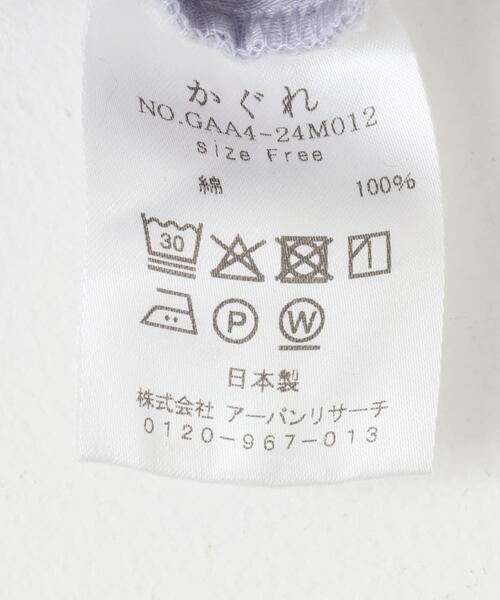 かぐれ
NO.GAA4-24M012
size Free
綿 100%
30
P W
日本製
株式会社 アーバンリサーチ
0120-967-013